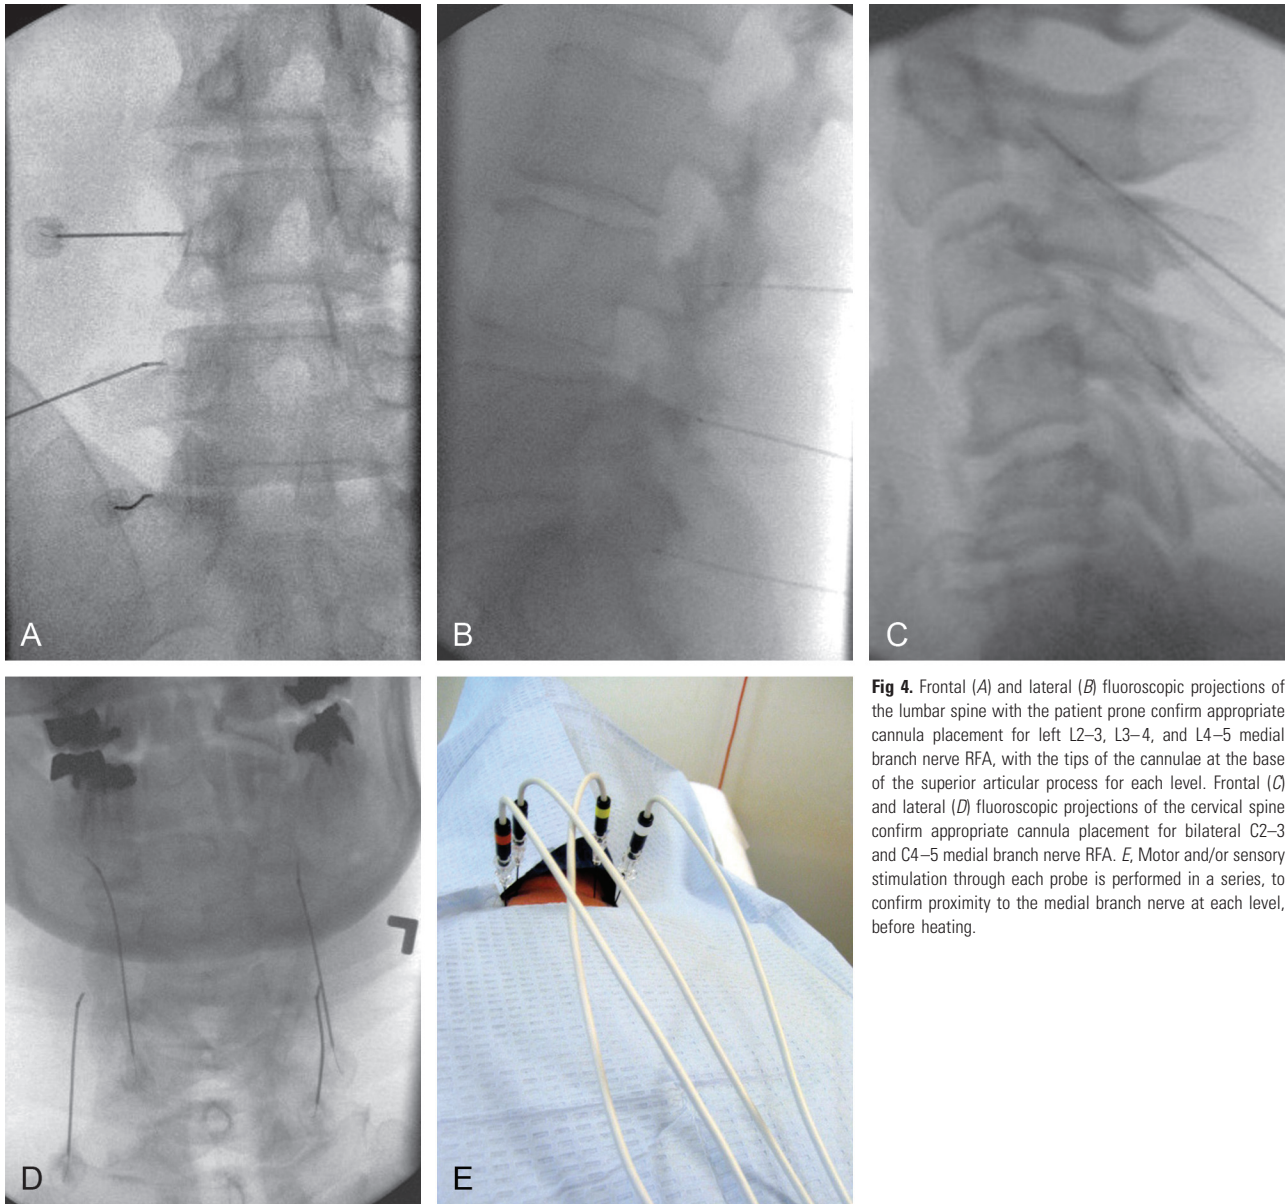 A
B
C
Fig 4. Frontal (A) and lateral (B) fluoroscopic projections of
the lumbar spine with the patient prone confirm appropriate
cannula placement for left L2–3, L3–4, and L4–5 medial
branch nerve RFA, with the tips of the cannulae at the base
of the superior articular process for each level. Frontal (C)
and lateral (D) fluoroscopic projections of the cervical spine
confirm appropriate cannula placement for bilateral C2–3
and C4–5 medial branch nerve RFA. E, Motor and/or sensory
stimulation through each probe is performed in a series, to
confirm proximity to the medial branch nerve at each level,
before heating.
D
E